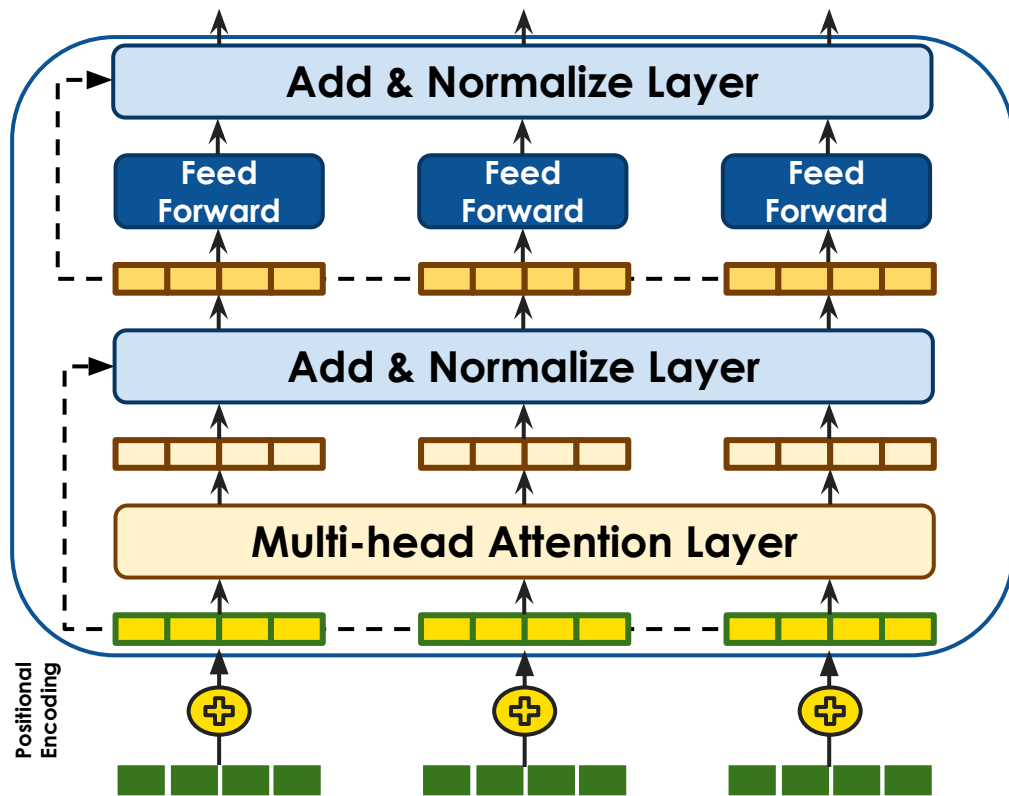 Add & Normalize Layer
Feed
Forward
Feed
Forward
Feed
Forward
Add & Normalize Layer
Multi-head Attention Layer
Positional
Encoding